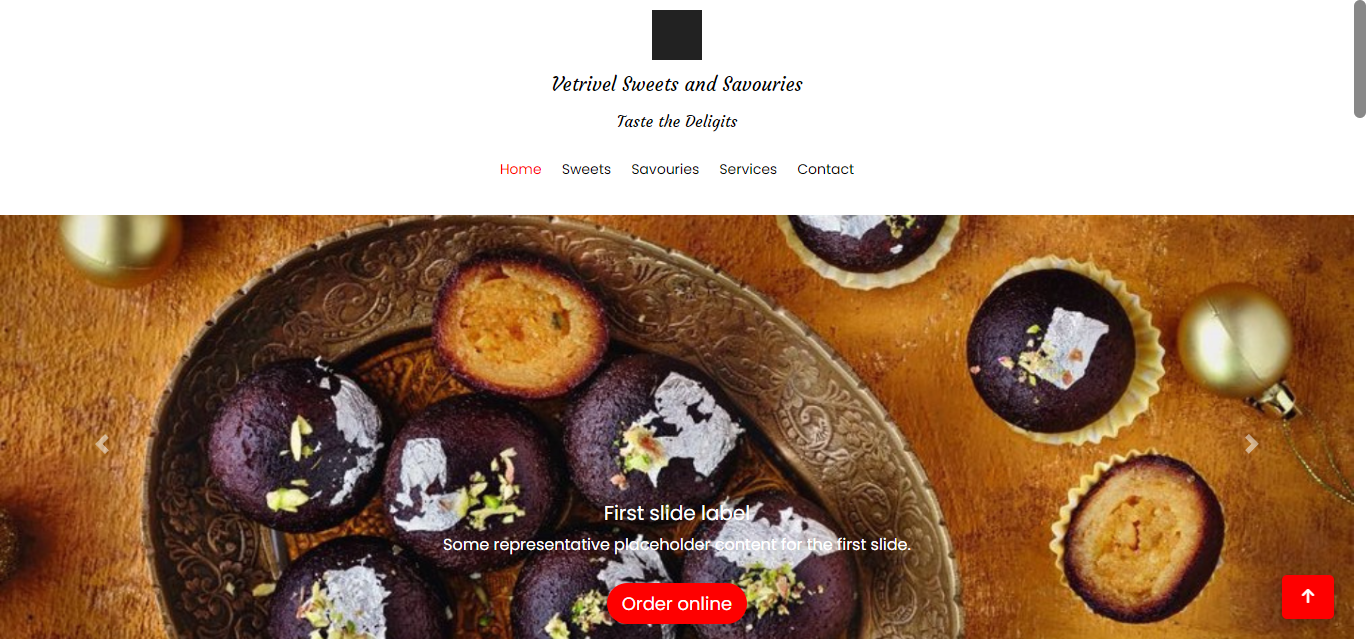 Vetrivel Sweets and Savouries
Taste the Deligits
Home Sweets Savouries Services Contact
First slide label
Some representative placeholder content for the first slide.
Order online